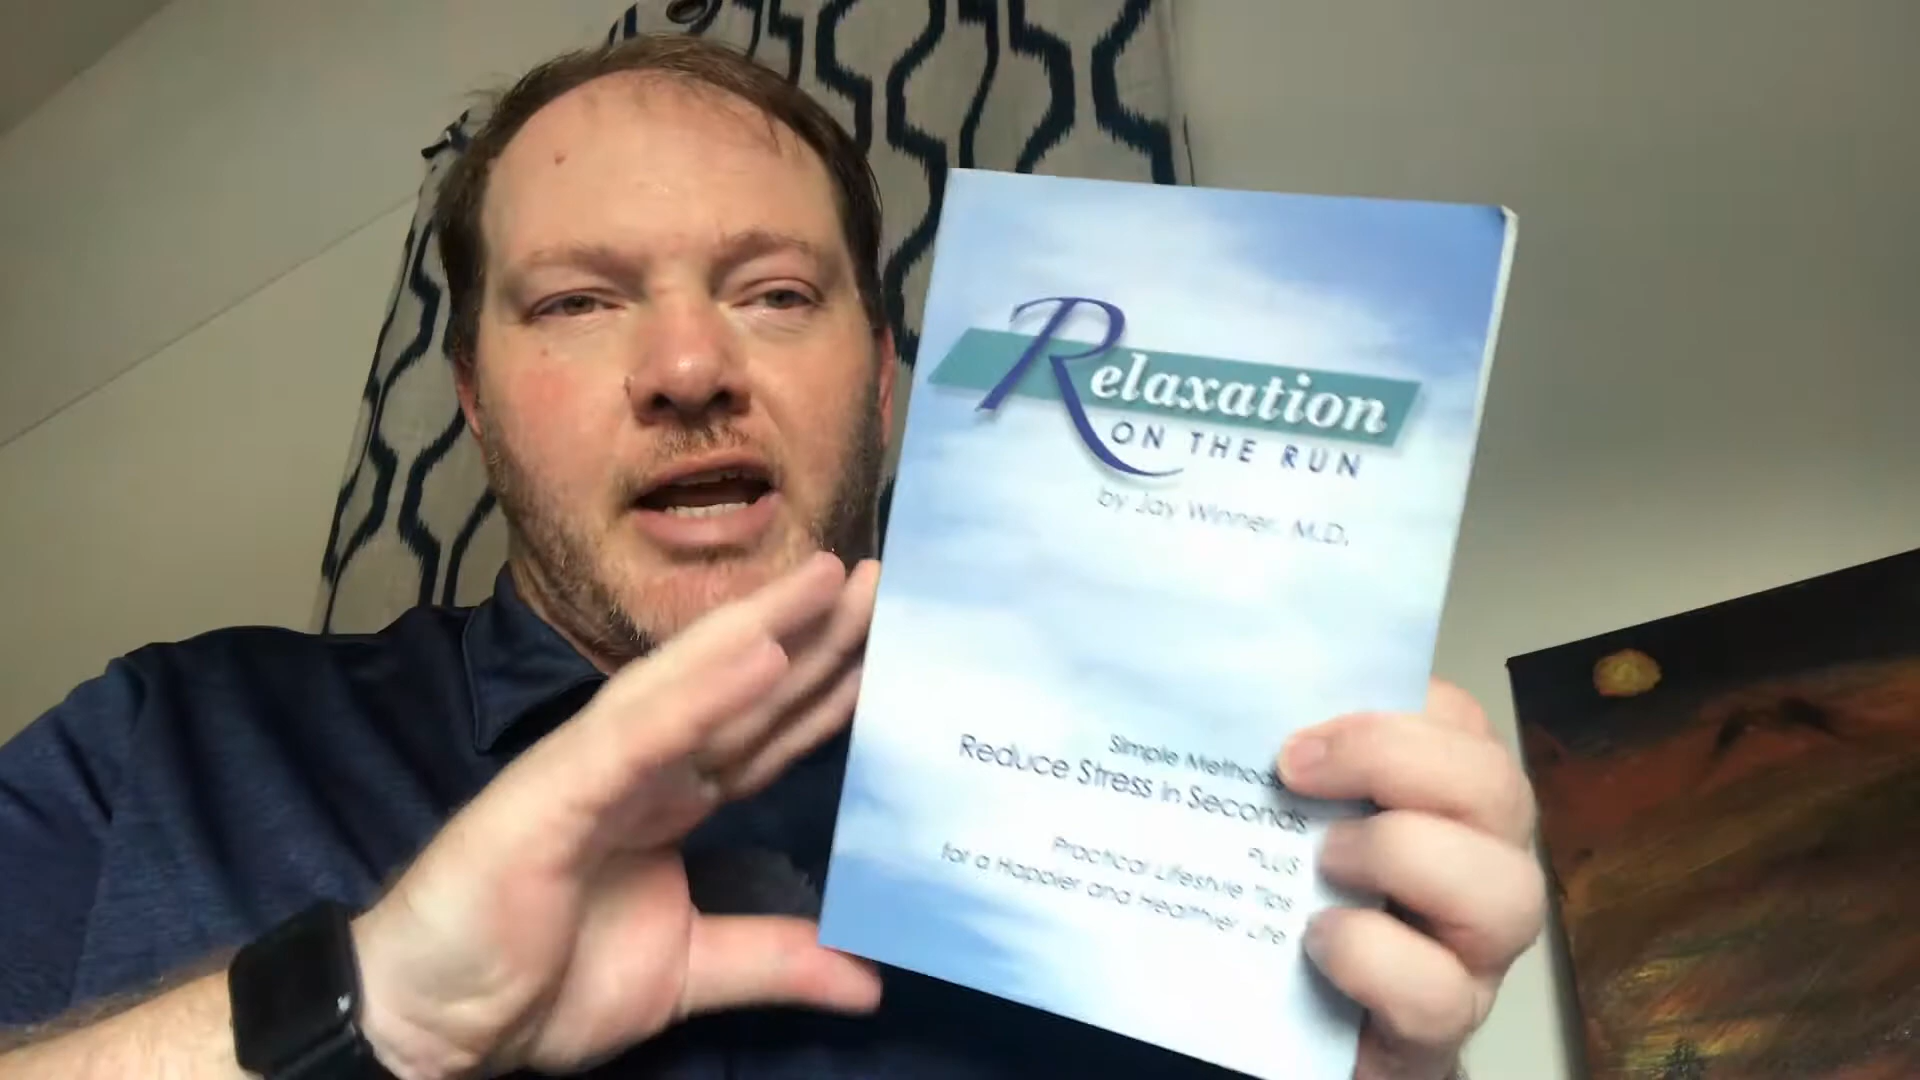 Relaxation
ON THE RUN
by Jay Winner, M.D.
Simple Methods
Reduce Stress in Seconds
PLUS
Practical Lifestyle Tips
for a Happier and Healthier Life